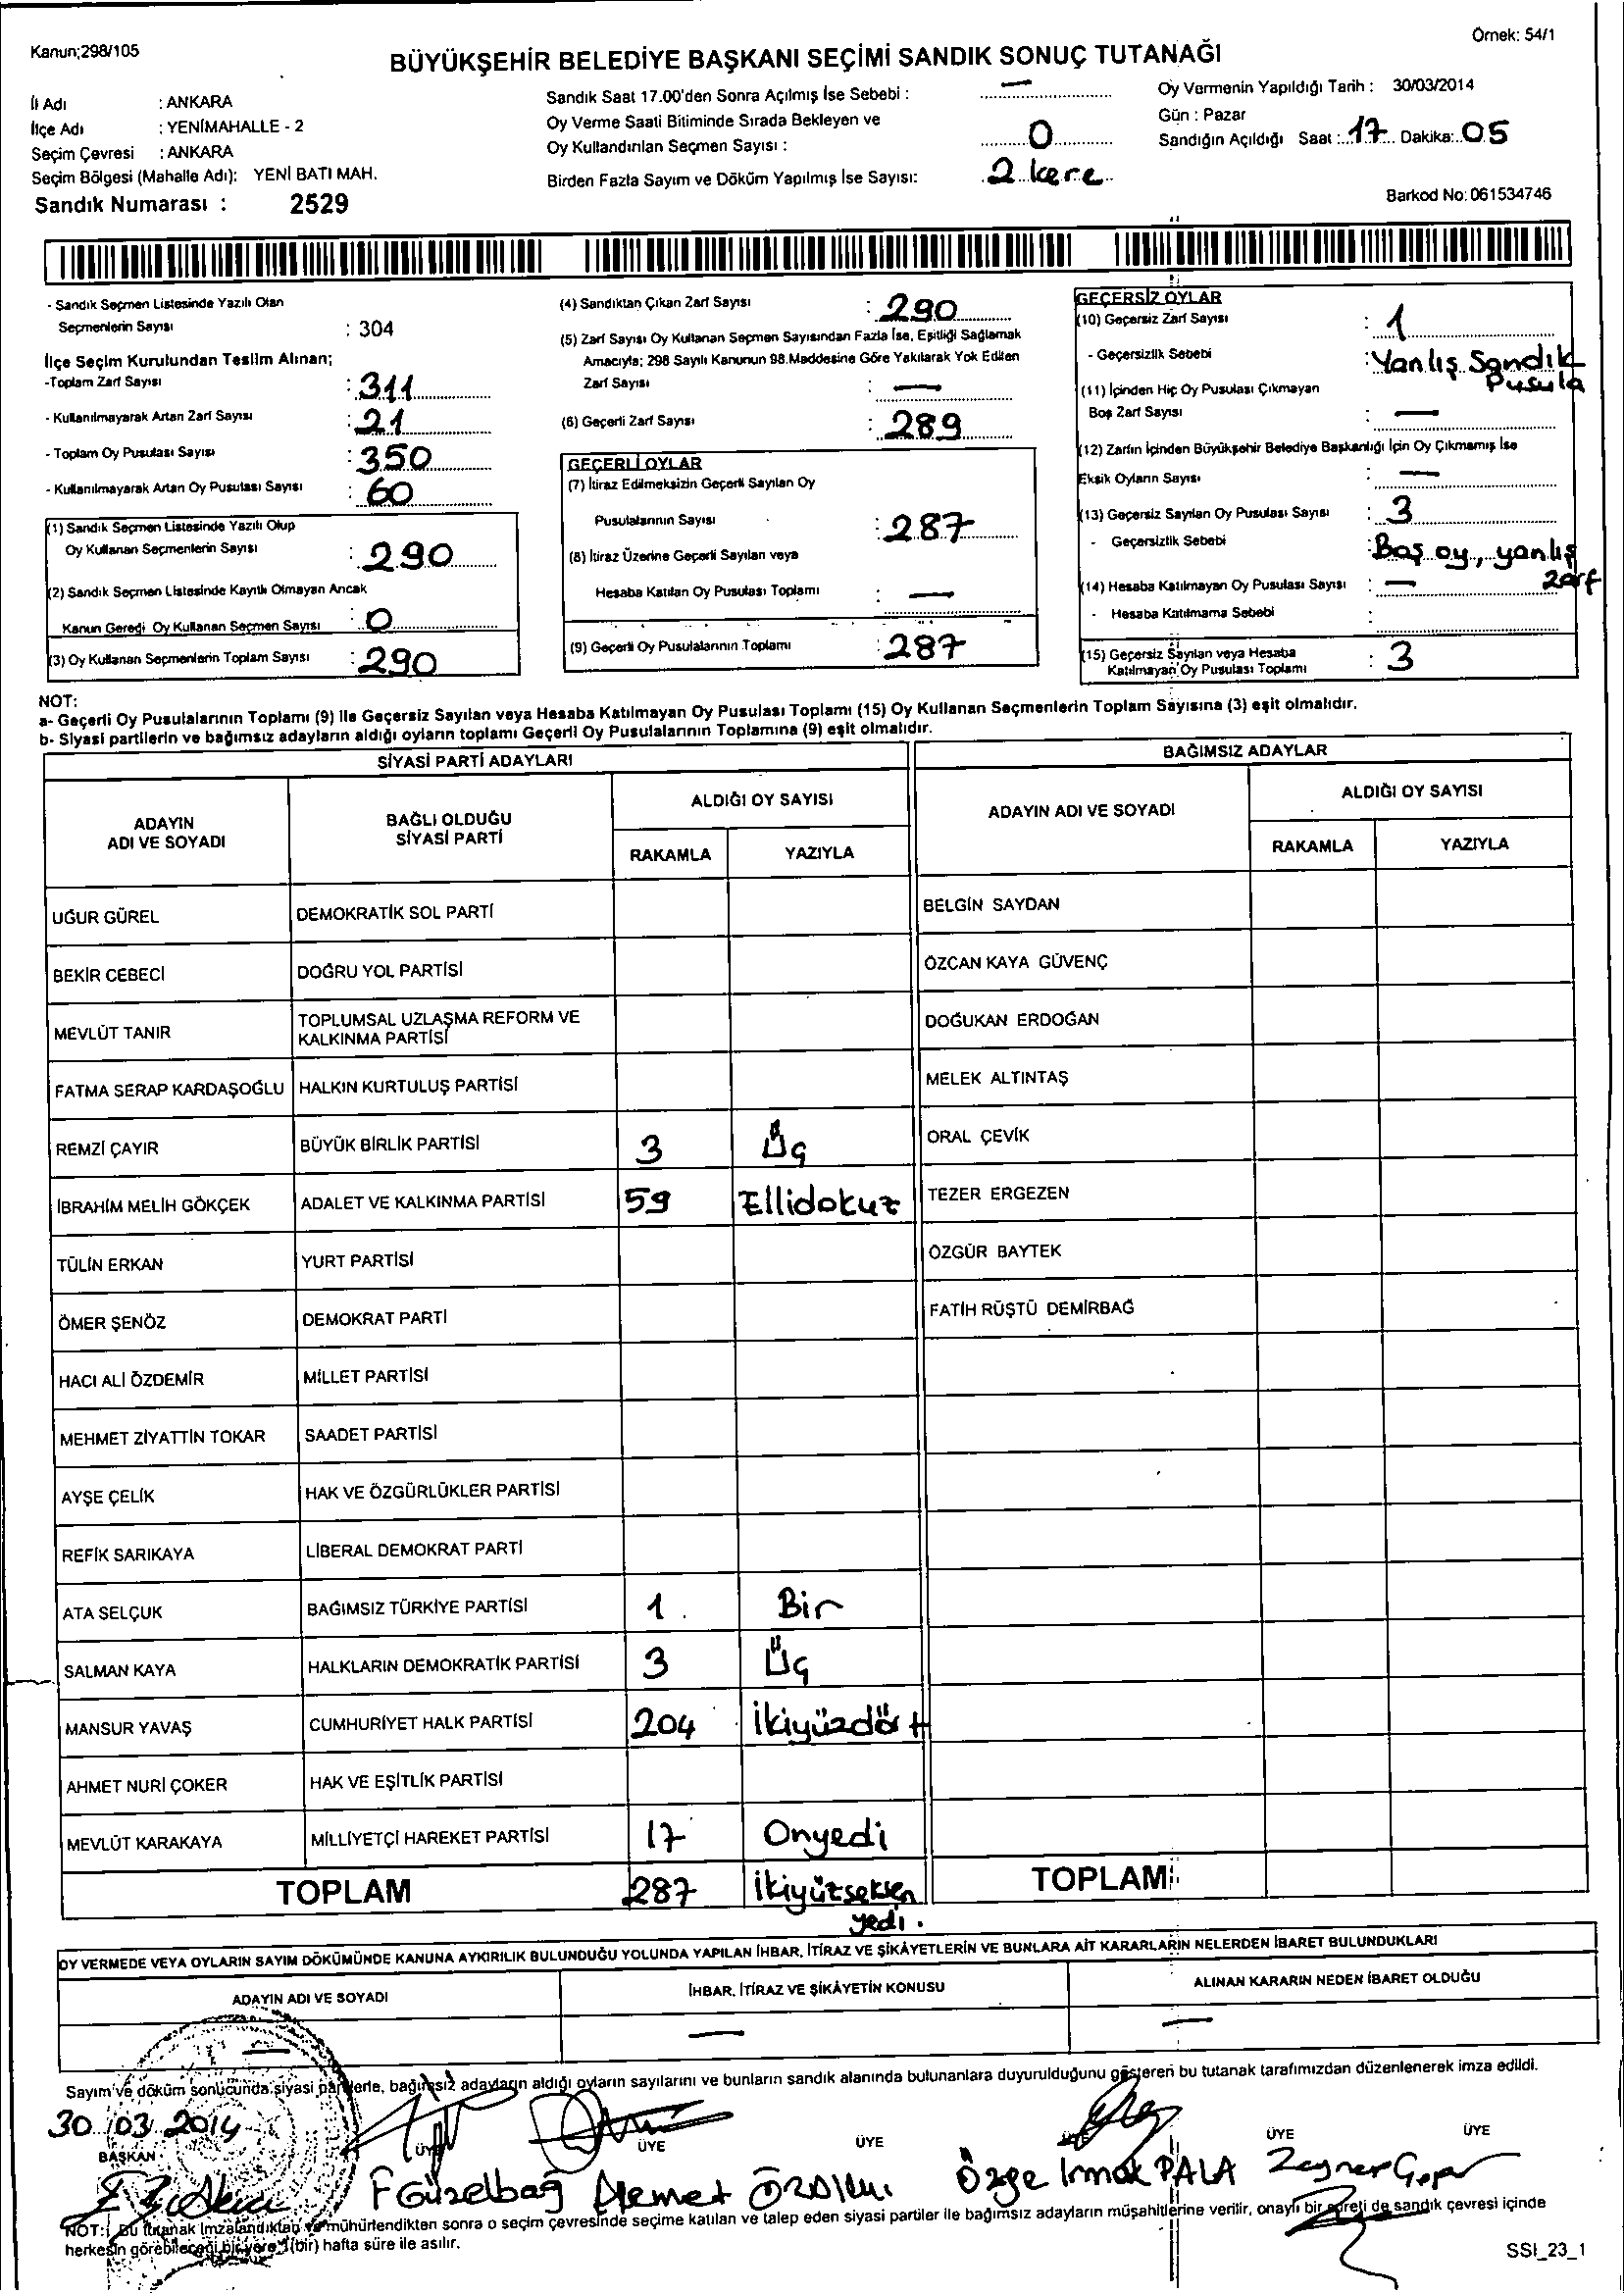 Kanun;298/105
Örnek: 54/1
BÜYÜKŞEHİR BELEDİYE BAŞKANI SEÇİMİ SANDIK SONUÇ TUTANAĞI
İl Adı : ANKARA
İlçe Adı : YENİMAHALLE - 2
Seçim Çevresi : ANKARA
Seçim Bölgesi (Mahalle Adı): YENİ BATI MAH.
Sandık Numarası : 2529
Sandık Saat 17.00'den Sonra Açılmış İse Sebebi : —
Oy Verme Saati Bitiminde Sırada Bekleyen ve
Oy Kullandırılan Seçmen Sayısı : 0
Birden Fazla Sayım ve Döküm Yapılmış İse Sayısı: 2 kere
Oy Vermenin Yapıldığı Tarih : 30/03/2014
Gün : Pazar
Sandığın Açıldığı Saat : 17 Dakika: 05
Barkod No: 061534746
- Sandık Seçmen Listesinde Yazılı Olan
Seçmenlerin Sayısı : 304
İlçe Seçim Kurulundan Teslim Alınan;
-Toplam Zarf Sayısı : 311
- Kullanılmayarak Artan Zarf Sayısı : 21
- Toplam Oy Pusulası Sayısı : 350
- Kullanılmayarak Artan Oy Pusulası Sayısı : 60
(1) Sandık Seçmen Listesinde Yazılı Olup
Oy Kullanan Seçmenlerin Sayısı : 290
(2) Sandık Seçmen Listesinde Kayıtlı Olmayan Ancak
Kanun Gereği Oy Kullanan Seçmen Sayısı : 0
(3) Oy Kullanan Seçmenlerin Toplam Sayısı : 290
(4) Sandıktan Çıkan Zarf Sayısı : 290
(5) Zarf Sayısı Oy Kullanan Seçmen Sayısından Fazla İse, Eşitliği Sağlamak
Amacıyla; 298 Sayılı Kanunun 98.Maddesine Göre Yakılarak Yok Edilen
Zarf Sayısı : —
(6) Geçerli Zarf Sayısı : 289
GEÇERLİ OYLAR
(7) İtiraz Edilmeksizin Geçerli Sayılan Oy
Pusulalarının Sayısı : 287
(8) İtiraz Üzerine Geçerli Sayılan veya
Hesaba Katılan Oy Pusulası Toplamı : —
(9) Geçerli Oy Pusulalarının Toplamı : 287
GEÇERSİZ OYLAR
(10) Geçersiz Zarf Sayısı : 1
- Geçersizlik Sebebi : Yanlış Sandık
Pusula
(11) İçinden Hiç Oy Pusulası Çıkmayan
Boş Zarf Sayısı : —
(12) Zarfın İçinden Büyükşehir Belediye Başkanlığı İçin Oy Çıkmamış İse
Eksik Oyların Sayısı : —
(13) Geçersiz Sayılan Oy Pusulası Sayısı : 3
- Geçersizlik Sebebi : Boş oy, yanlış
zarf
(14) Hesaba Katılmayan Oy Pusulası Sayısı : —
- Hesaba Katılmama Sebebi :
(15) Geçersiz Sayılan veya Hesaba
Katılmayan Oy Pusulası Toplamı : 3
NOT:
a- Geçerli Oy Pusulalarının Toplamı (9) ile Geçersiz Sayılan veya Hesaba Katılmayan Oy Pusulası Toplamı (15) Oy Kullanan Seçmenlerin Toplam Sayısına (3) eşit olmalıdır.
b- Siyasi partilerin ve bağımsız adayların aldığı oyların toplamı Geçerli Oy Pusulalarının Toplamına (9) eşit olmalıdır.
SİYASİ PARTİ ADAYLARI
BAĞIMSIZ ADAYLAR
ADAYIN
ADI VE SOYADI
BAĞLI OLDUĞU
SİYASİ PARTİ
ALDIĞI OY SAYISI
RAKAMLA YAZIYLA
ADAYIN ADI VE SOYADI
ALDIĞI OY SAYISI
RAKAMLA YAZIYLA
UĞUR GÜREL DEMOKRATİK SOL PARTİ BELGİN SAYDAN
BEKİR CEBECİ DOĞRU YOL PARTİSİ ÖZCAN KAYA GÜVENÇ
MEVLÜT TANIR TOPLUMSAL UZLAŞMA REFORM VE
KALKINMA PARTİSİ DOĞUKAN ERDOĞAN
FATMA SERAP KARDAŞOĞLU HALKIN KURTULUŞ PARTİSİ MELEK ALTINTAŞ
REMZİ ÇAYIR BÜYÜK BİRLİK PARTİSİ 3 Üç ORAL ÇEVİK
İBRAHİM MELİH GÖKÇEK ADALET VE KALKINMA PARTİSİ 59 Ellidokuz TEZER ERGEZEN
TÜLİN ERKAN YURT PARTİSİ ÖZGÜR BAYTEK
ÖMER ŞENÖZ DEMOKRAT PARTİ FATİH RÜŞTÜ DEMİRBAĞ
HACI ALİ ÖZDEMİR MİLLET PARTİSİ
MEHMET ZİYATTİN TOKAR SAADET PARTİSİ
AYŞE ÇELİK HAK VE ÖZGÜRLÜKLER PARTİSİ
REFİK SARIKAYA LİBERAL DEMOKRAT PARTİ
ATA SELÇUK BAĞIMSIZ TÜRKİYE PARTİSİ 1 Bir
SALMAN KAYA HALKLARIN DEMOKRATİK PARTİSİ 3 Üç
MANSUR YAVAŞ CUMHURİYET HALK PARTİSİ 204 İkiyüzdört
AHMET NURİ ÇOKER HAK VE EŞİTLİK PARTİSİ
MEVLÜT KARAKAYA MİLLİYETÇİ HAREKET PARTİSİ 17 Onyedi
TOPLAM 287 İkiyüzseksen
yedi.
TOPLAM
OY VERMEDE VEYA OYLARIN SAYIM DÖKÜMÜNDE KANUNA AYKIRILIK BULUNDUĞU YOLUNDA YAPILAN İHBAR, İTİRAZ VE ŞİKÂYETLERİN VE BUNLARA AİT KARARLARIN NELERDEN İBARET BULUNDUKLARI
ADAYIN ADI VE SOYADI İHBAR, İTİRAZ VE ŞİKÂYETİN KONUSU ALINAN KARARIN NEDEN İBARET OLDUĞU
— — —
Sayım ve döküm sonucunda siyasi partilerle, bağımsız adayların aldığı oyların sayılarını ve bunların sandık alanında bulunanlara duyurulduğunu gösteren bu tutanak tarafımızdan düzenlenerek imza edildi.
30/03/2014
BAŞKAN ÜYE ÜYE ÜYE ÜYE ÜYE ÜYE
F Güzelbağ Özge Irmak PALA Zeynep
NOT: Bu tutanak imzalandıktan ve mühürlendikten sonra o seçim çevresinde seçime katılan ve talep eden siyasi partiler ile bağımsız adayların müşahitlerine verilir, onaylı bir sureti de sandık çevresi içinde
herkesin görebileceği bir yere 1(bir) hafta süre ile asılır.
SSI_23_1